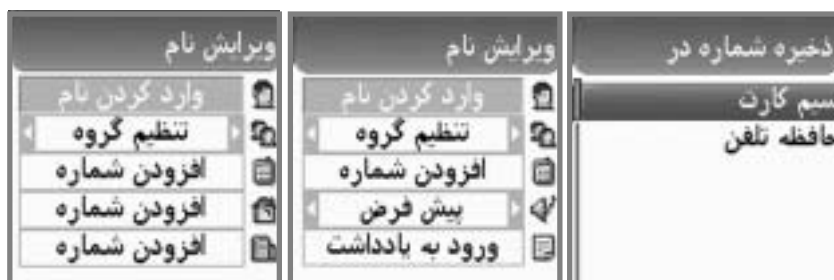 ذخیره شماره در
سیم کارت
حافظه تلفن
ویرایش نام
وارد کردن نام
تنظیم گروه
افزودن شماره
پیش فرض
ورود به یادداشت
ویرایش نام
وارد کردن نام
تنظیم گروه
افزودن شماره
افزودن شماره
افزودن شماره